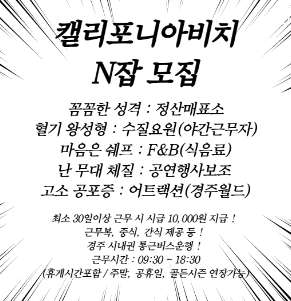 캘리포니아비치
N잡 모집
꼼꼼한 성격 : 정산매표소
혈기 왕성형 : 수질요원(야간근무자)
마음은 쉐프 : F&B(식음료)
난 무대 체질 : 공연행사보조
고소 공포증 : 어트랙션(경주월드)
최소 30일이상 근무 시 시급 10,000원 지급 !
근무복, 중식, 간식 제공 등 !
경주 시내권 통근버스운행 !
근무시간 : 09:30 ~ 18:30
(휴게시간포함 / 주말, 공휴일, 골든시즌 연장가능)